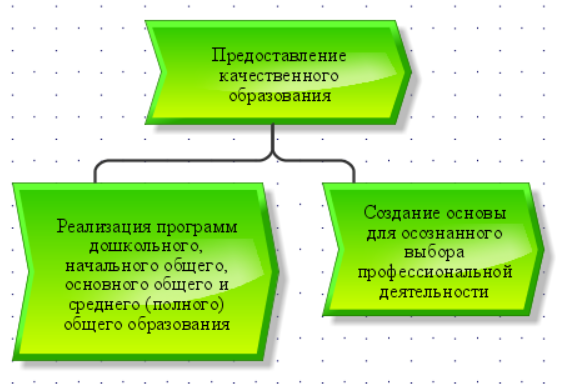 Предоставление
качественного
образования
Реализация программ
дошкольного,
начального общего,
основного общего и
среднего (полного)
общего образования
Создание основы
для осознанного
выбора
профессиональной
деятельности